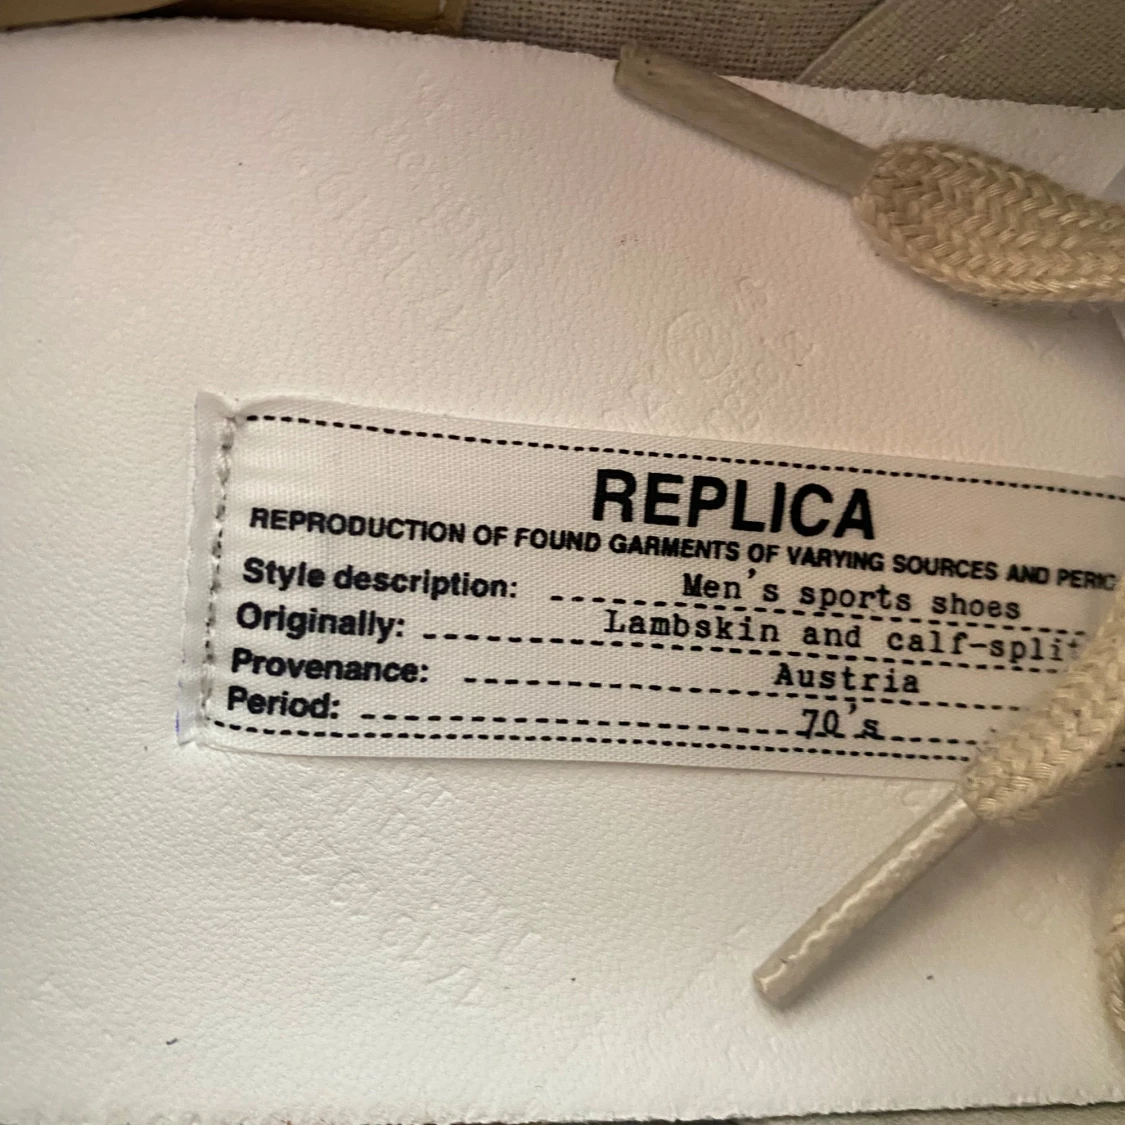 REPLICA
REPRODUCTION OF FOUND GARMENTS OF VARYING SOURCES AND
Style description: Men's sports shoes
Originally: Lambskin and calf-split
Provenance: Austria
Period: 70's